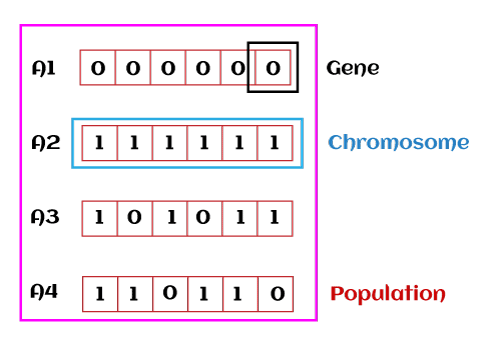 A1 0 0 0 0 0 0 Gene
A2 1 1 1 1 1 1 Chromosome
A3 1 0 1 0 1 1
A4 1 1 0 1 1 0 Population